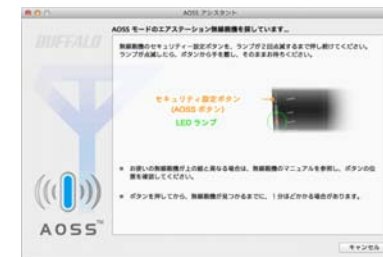 AOSS アシスタント
AOSS モードのエアステーション無線親機を探しています...
BUFFALO
無線親機のセキュリティー設定ボタンを、ランプが2回点滅するまで押し続けてください。
ランプが点滅したら、ボタンから手を離し、そのままお待ちください。
セキュリティ設定ボタン
(AOSS ボタン)
LED ランプ
お使いの無線親機が上の絵と異なる場合は、無線親機のマニュアルを参照し、ボタンの位
置を確認してください。
ボタンを押してから、無線親機が見つかるまでに、1分ほどかかる場合があります。
AOSS™
キャンセル